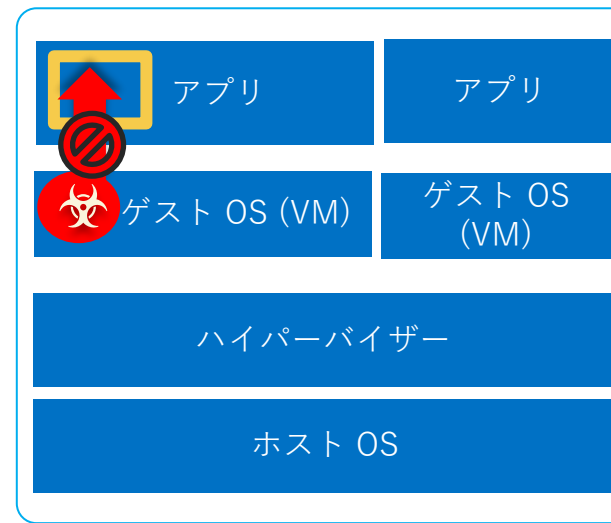 アプリ
アプリ
ゲスト OS (VM)
ゲスト OS
(VM)
ハイパーバイザー
ホスト OS